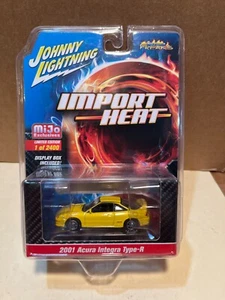 JOHNNY
LIGHTNING
IMPORT
HEAT
MiJo
Exclusives
LIMITED EDITION
1 OF 2400
DISPLAY BOX
INCLUDED!
2001 Acura Integra Type-R